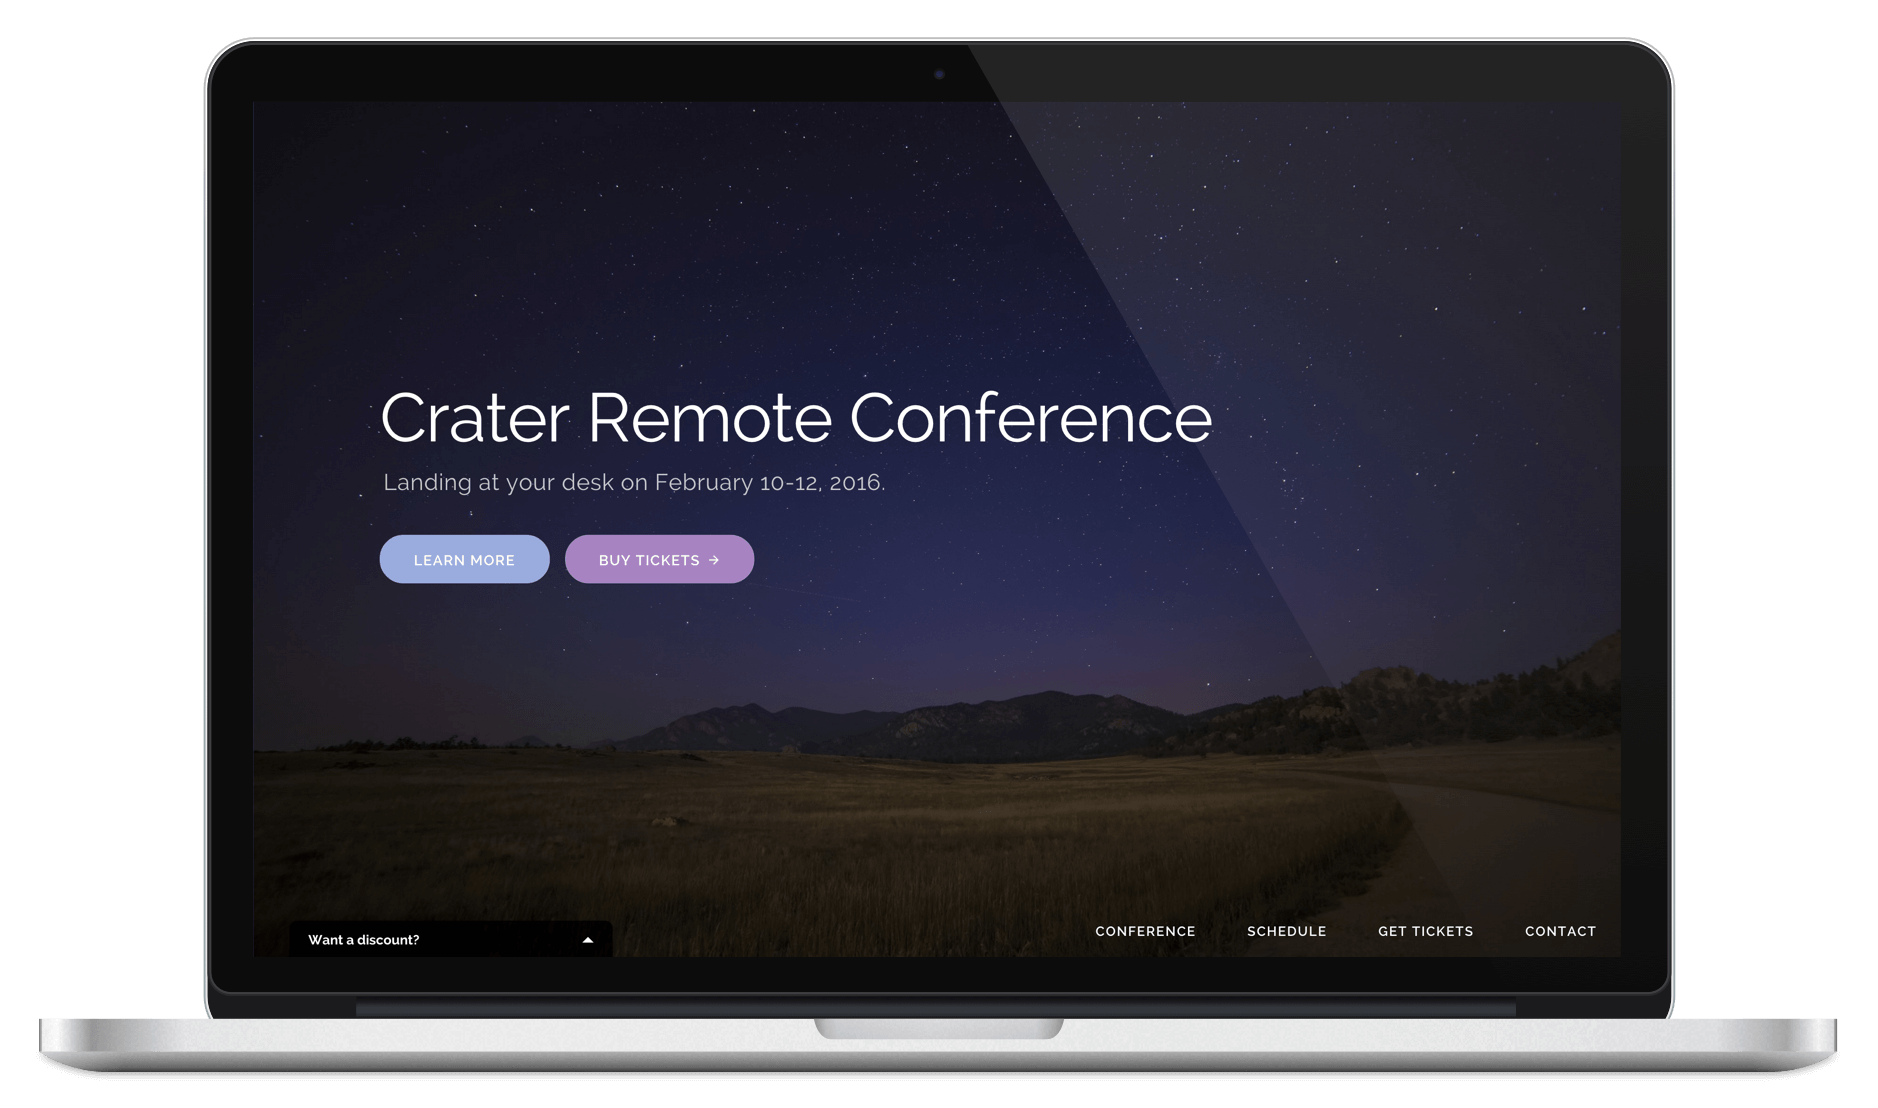 Crater Remote Conference
Landing at your desk on February 10-12, 2016.
LEARN MORE
BUY TICKETS →
Want a discount?
CONFERENCE
SCHEDULE
GET TICKETS
CONTACT